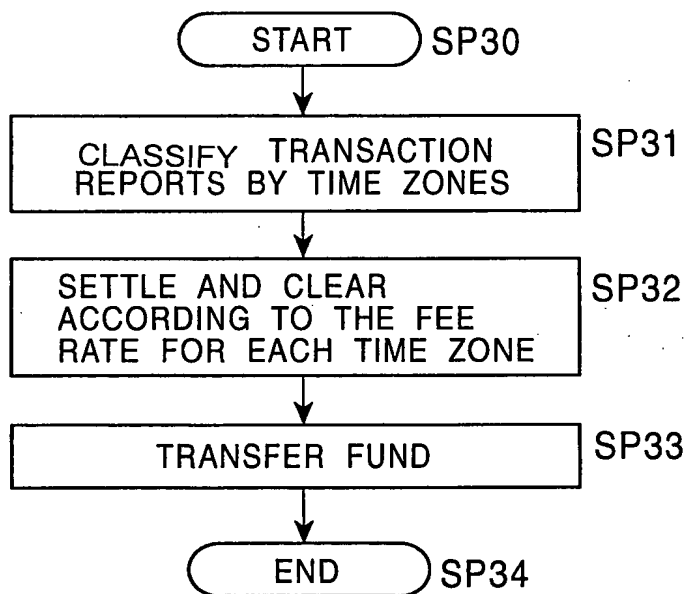 START SP30
CLASSIFY TRANSACTION SP31
REPORTS BY TIME ZONES
SETTLE AND CLEAR SP32
ACCORDING TO THE FEE
RATE FOR EACH TIME ZONE
TRANSFER FUND SP33
END SP34